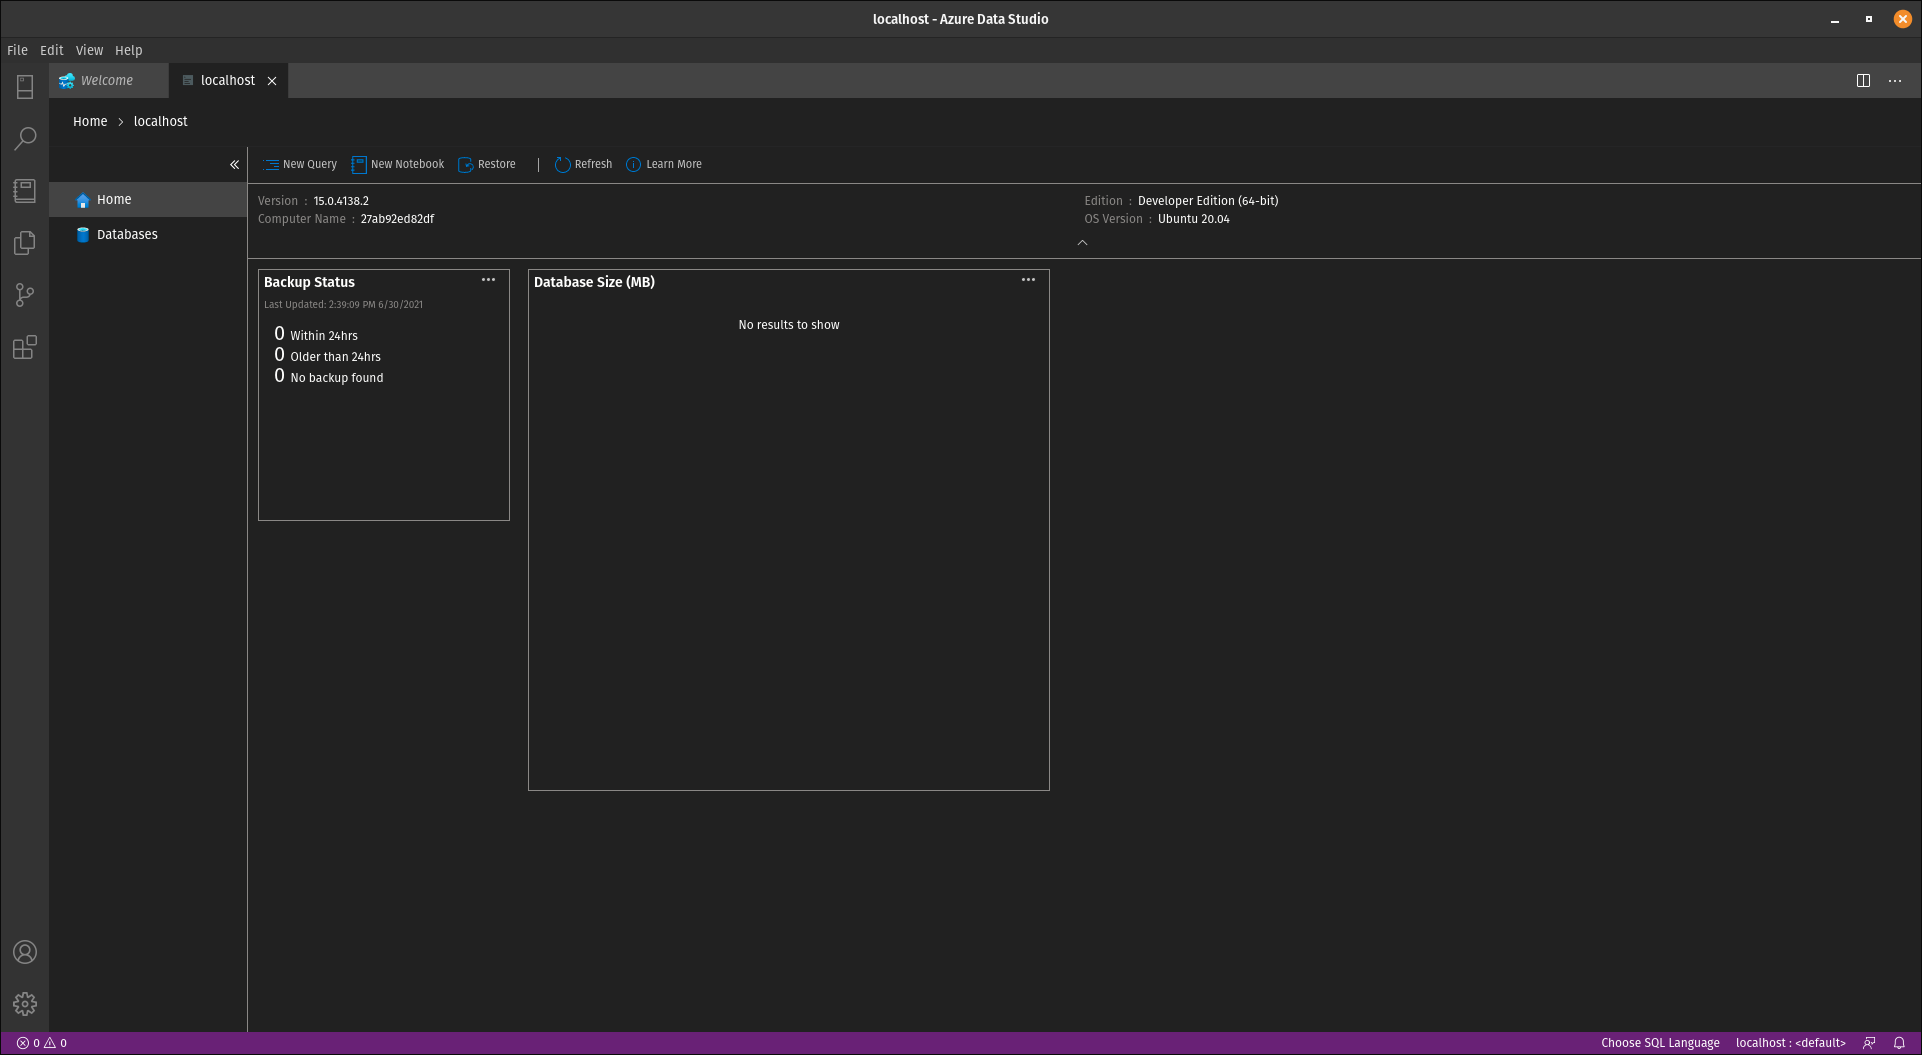 localhost - Azure Data Studio
File Edit View Help
Welcome localhost
Home > localhost
New Query New Notebook Restore | Refresh Learn More
Home
Databases
Version : 15.0.4138.2
Computer Name : 27ab92ed82df
Edition : Developer Edition (64-bit)
OS Version : Ubuntu 20.04
Backup Status
Last Updated: 2:39:09 PM 6/30/2021
0 Within 24hrs
0 Older than 24hrs
0 No backup found
Database Size (MB)
No results to show
0 0
Choose SQL Language localhost : <default>